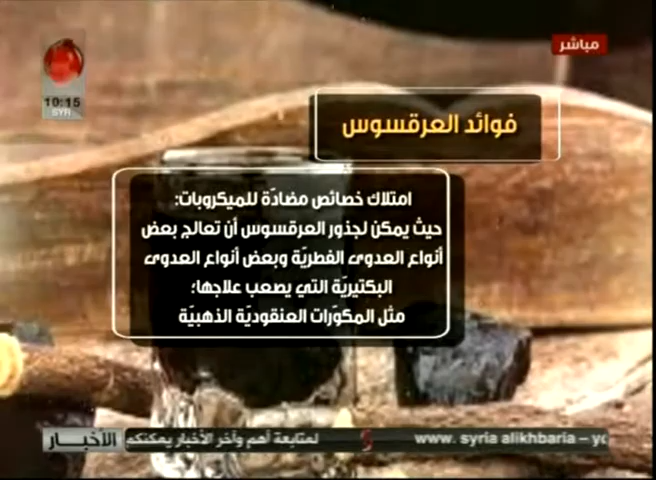 مباشر
10:15
SYR
فوائد العرقسوس
امتلاك خصائص مضادّة للميكروبات:
حيث يمكن لجذور العرقسوس أن تعالج بعض
أنواع العدوى الفطريّة وبعض أنواع العدوى
البكتيريّة التي يصعب علاجها؛
مثل المكوّرات العنقوديّة الذهبيّة
الأخبار
لمتابعة أهم وآخر الأخبار يمكنكم
www. syria alikhbaria – yo